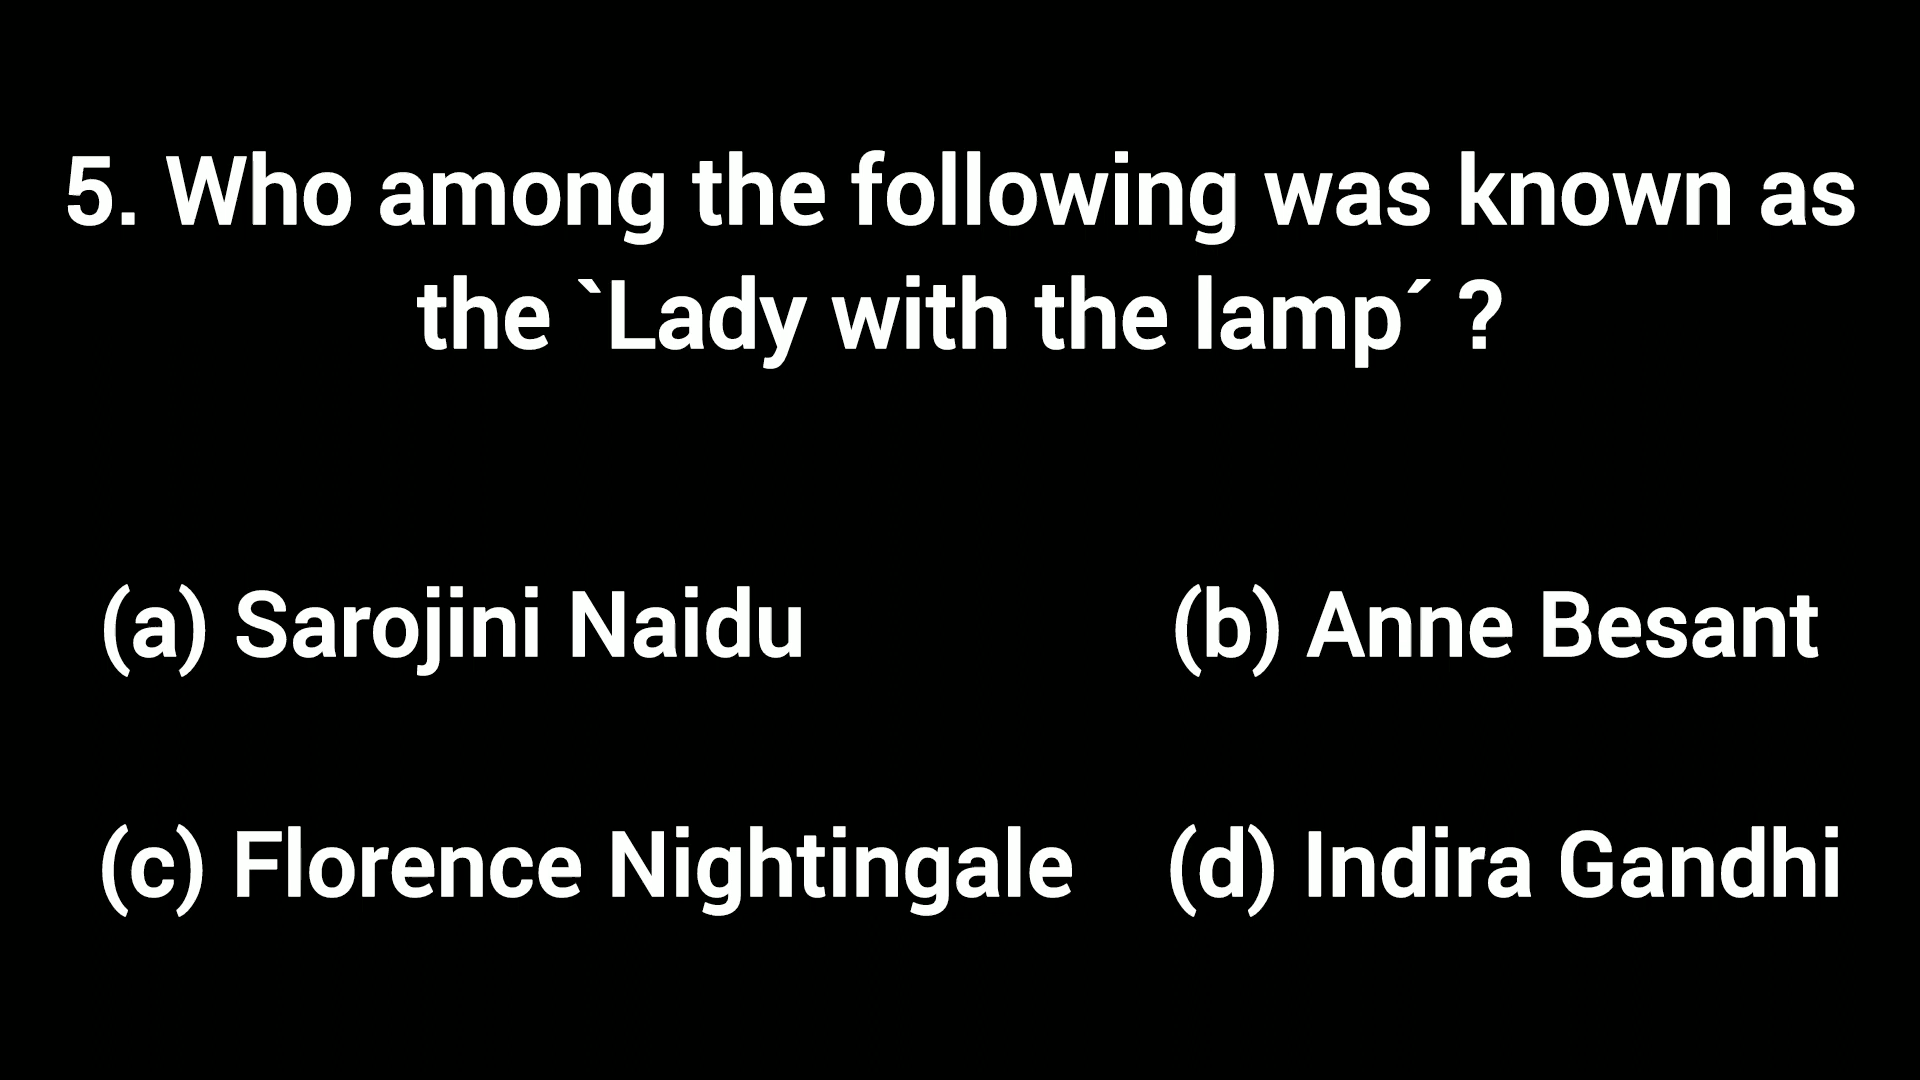 5. Who among the following was known as
the `Lady with the lamp´ ?
(a) Sarojini Naidu (b) Anne Besant
(c) Florence Nightingale (d) Indira Gandhi